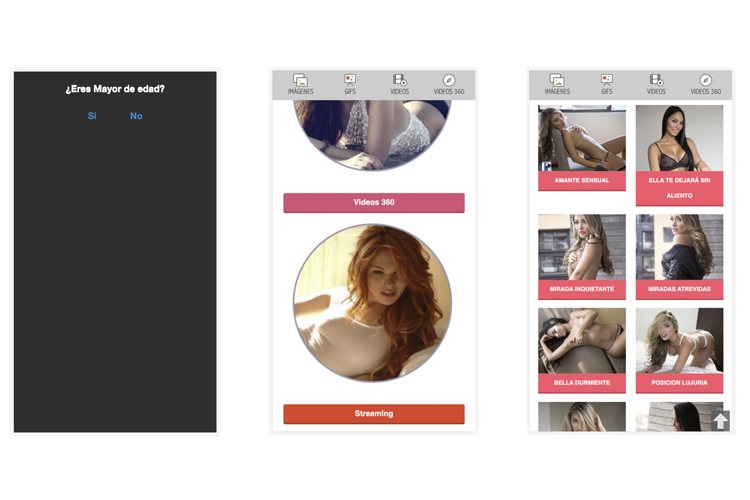 ¿Eres Mayor de edad?
Si No
IMÁGENES GIFS VIDEOS VIDEOS 360
Videos 360
Streaming
IMÁGENES GIFS VIDEOS VIDEOS 360
AMANTE SENSUAL
ELLA TE DEJARÁ SIN
ALIENTO
MIRADA INQUIETANTE
MIRADAS ATREVIDAS
BELLA DURMIENTE
POSICION LUJURIA